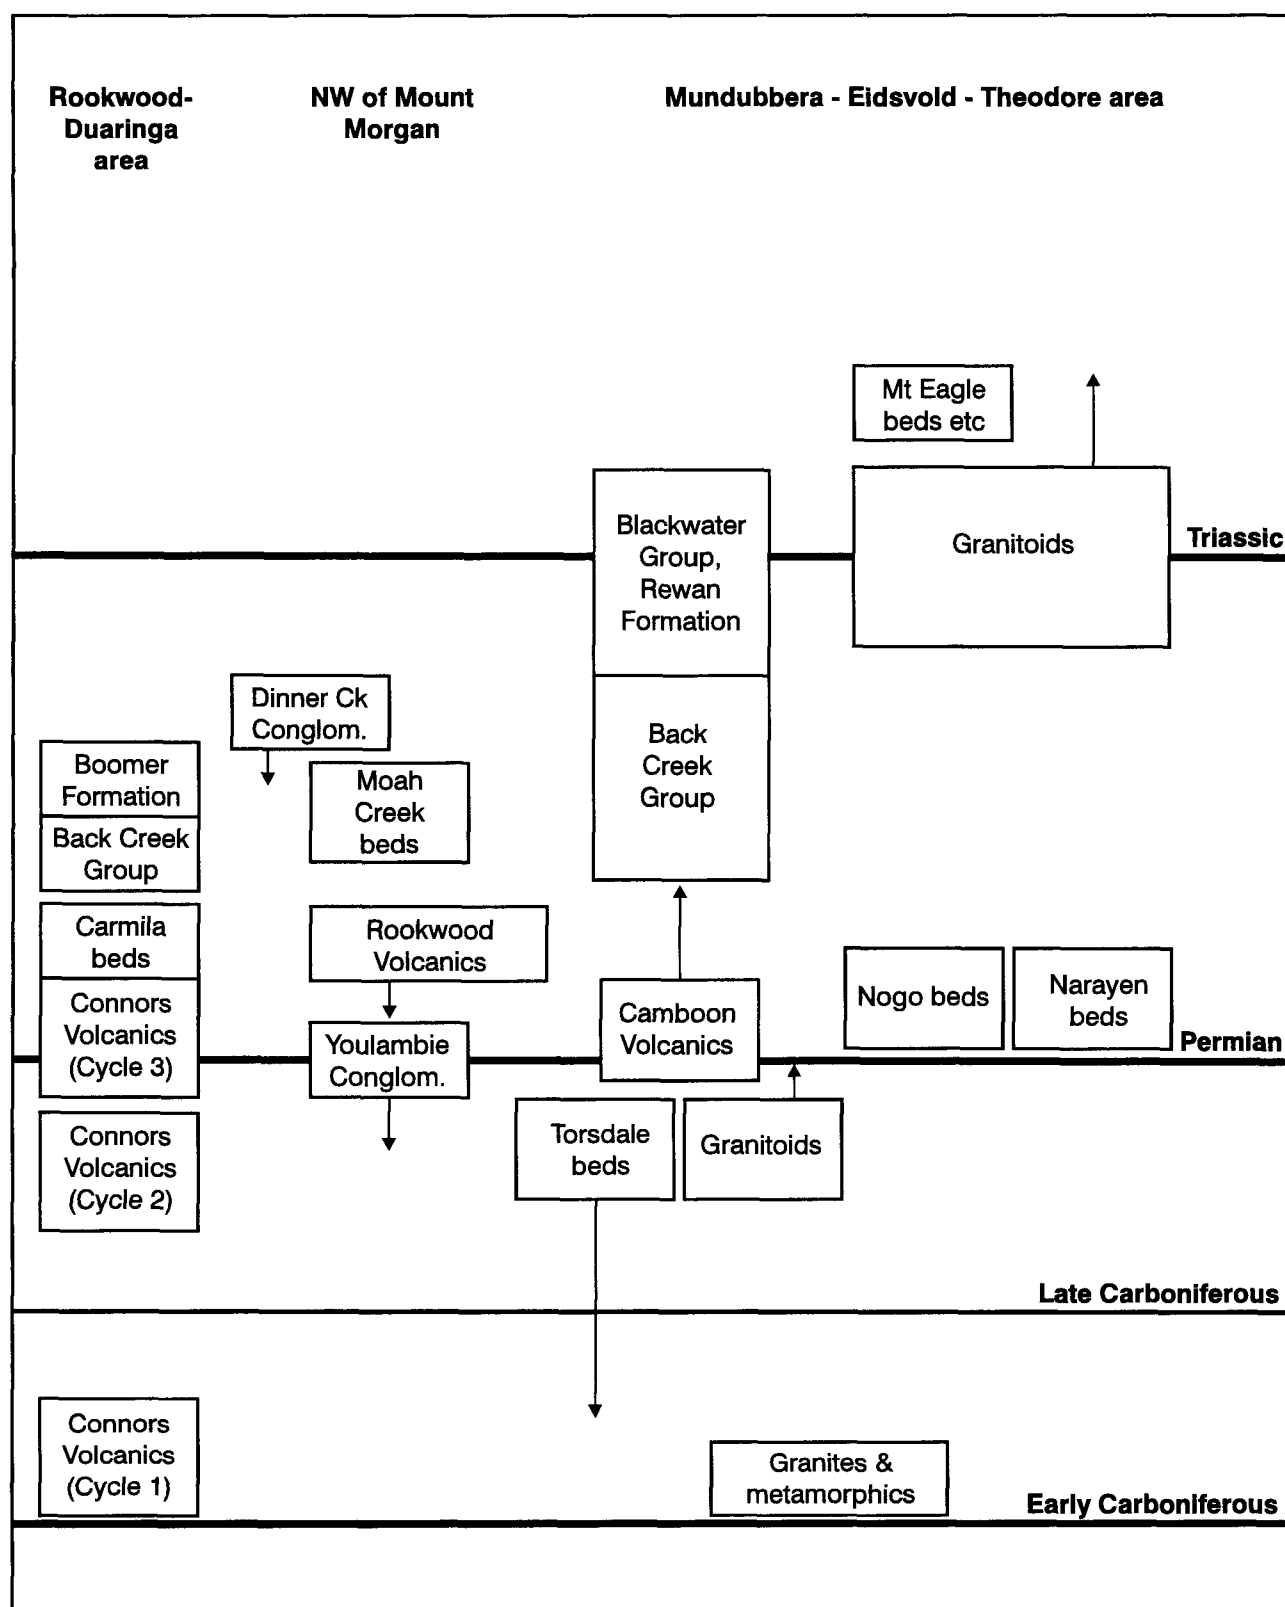 Rookwood-
Duaringa
area
NW of Mount
Morgan
Mundubbera - Eidsvold - Theodore area
Mt Eagle
beds etc
Blackwater
Group,
Rewan
Formation
Granitoids
Triassic
Dinner Ck
Conglom.
Boomer
Formation
Moah
Creek
beds
Back
Creek
Group
Back Creek
Group
Carmila
beds
Rookwood
Volcanics
Connors
Volcanics
(Cycle 3)
Youlambie
Conglom.
Camboon
Volcanics
Nogo beds
Narayen
beds
Permian
Connors
Volcanics
(Cycle 2)
Torsdale
beds
Granitoids
Late Carboniferous
Connors
Volcanics
(Cycle 1)
Granites &
metamorphics
Early Carboniferous